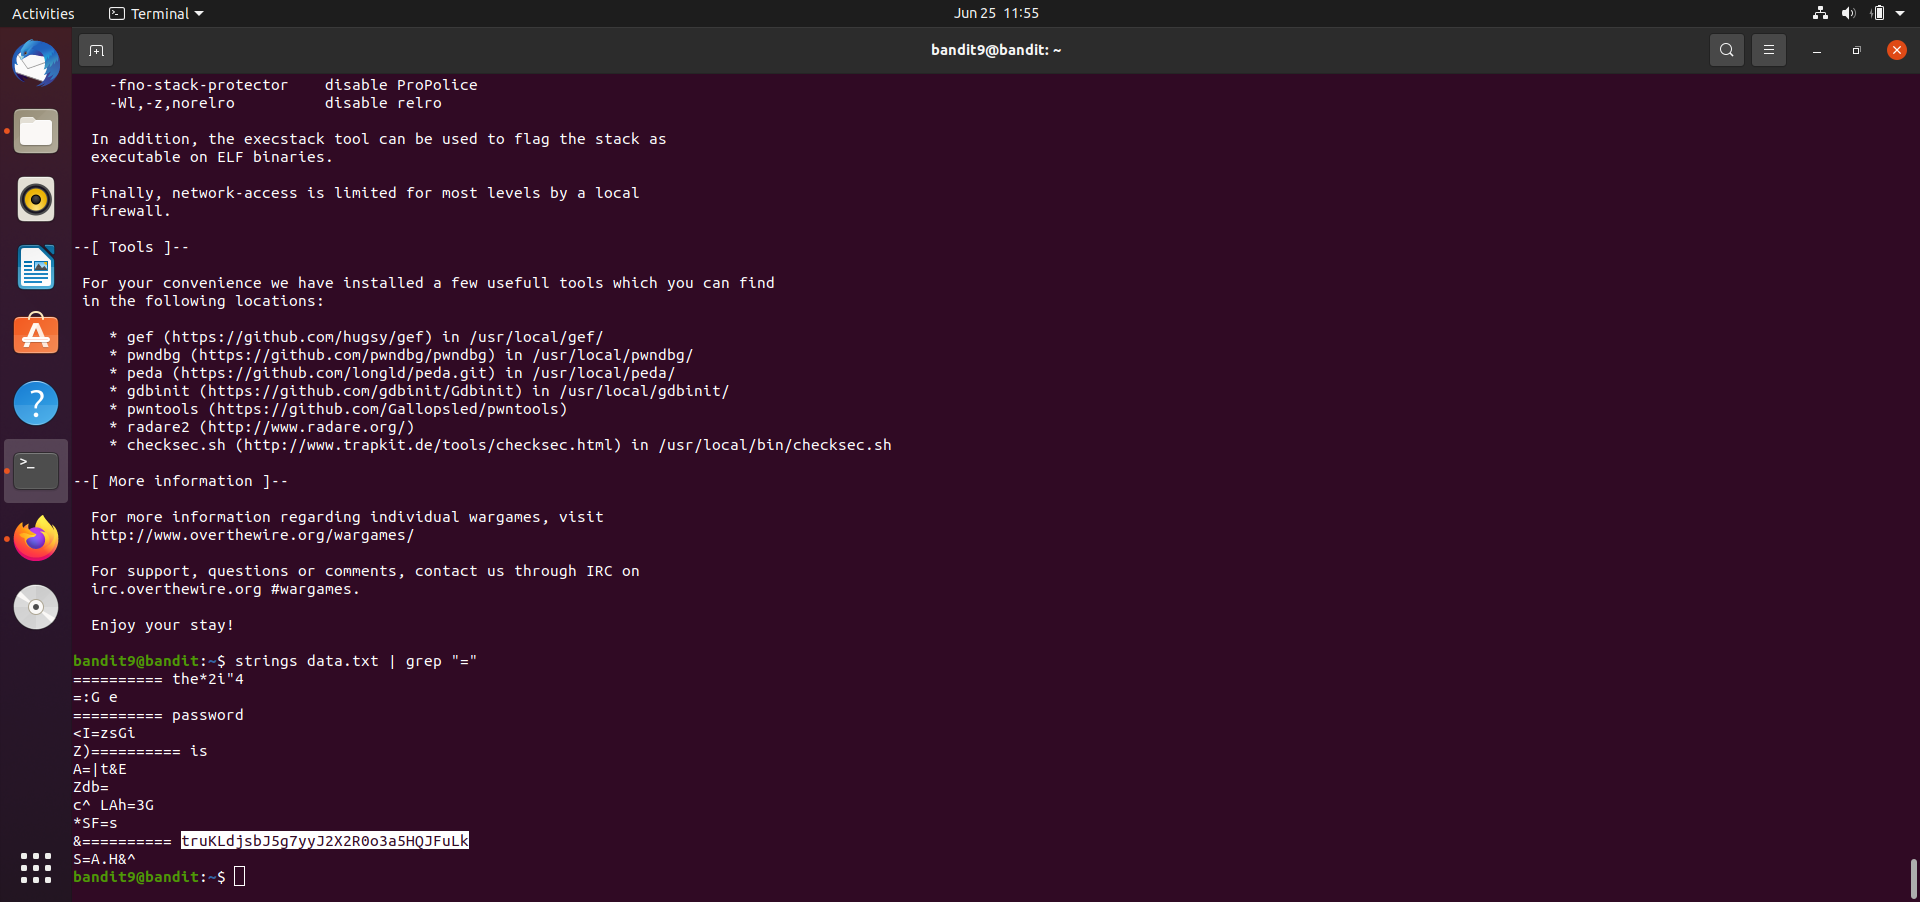 Activities
Terminal
Jun 25 11:55
bandit9@bandit: ~
-fno-stack-protector    disable ProPolice
-Wl,-z,norelro          disable relro
In addition, the execstack tool can be used to flag the stack as
executable on ELF binaries.
Finally, network-access is limited for most levels by a local
firewall.
--[ Tools ]--
For your convenience we have installed a few usefull tools which you can find
in the following locations:
* gef (https://github.com/hugsy/gef) in /usr/local/gef/
* pwndbg (https://github.com/pwndbg/pwndbg) in /usr/local/pwndbg/
* peda (https://github.com/longld/peda.git) in /usr/local/peda/
* gdbinit (https://github.com/gdbinit/Gdbinit) in /usr/local/gdbinit/
* pwntools (https://github.com/Gallopsled/pwntools)
* radare2 (http://www.radare.org/)
* checksec.sh (http://www.trapkit.de/tools/checksec.html) in /usr/local/bin/checksec.sh
--[ More information ]--
For more information regarding individual wargames, visit
http://www.overthewire.org/wargames/
For support, questions or comments, contact us through IRC on
irc.overthewire.org #wargames.
Enjoy your stay!
bandit9@bandit:~$ strings data.txt | grep "="
========== the*2i"4
=:G e
========== password
<I=zsGi
Z)========== is
A=|t&E
Zdb=
c^ LAh=3G
*SF=s
&========== truKLdjsbJ5g7yyJ2X2R0o3a5HQJFuLk
S=A.H&^
bandit9@bandit:~$